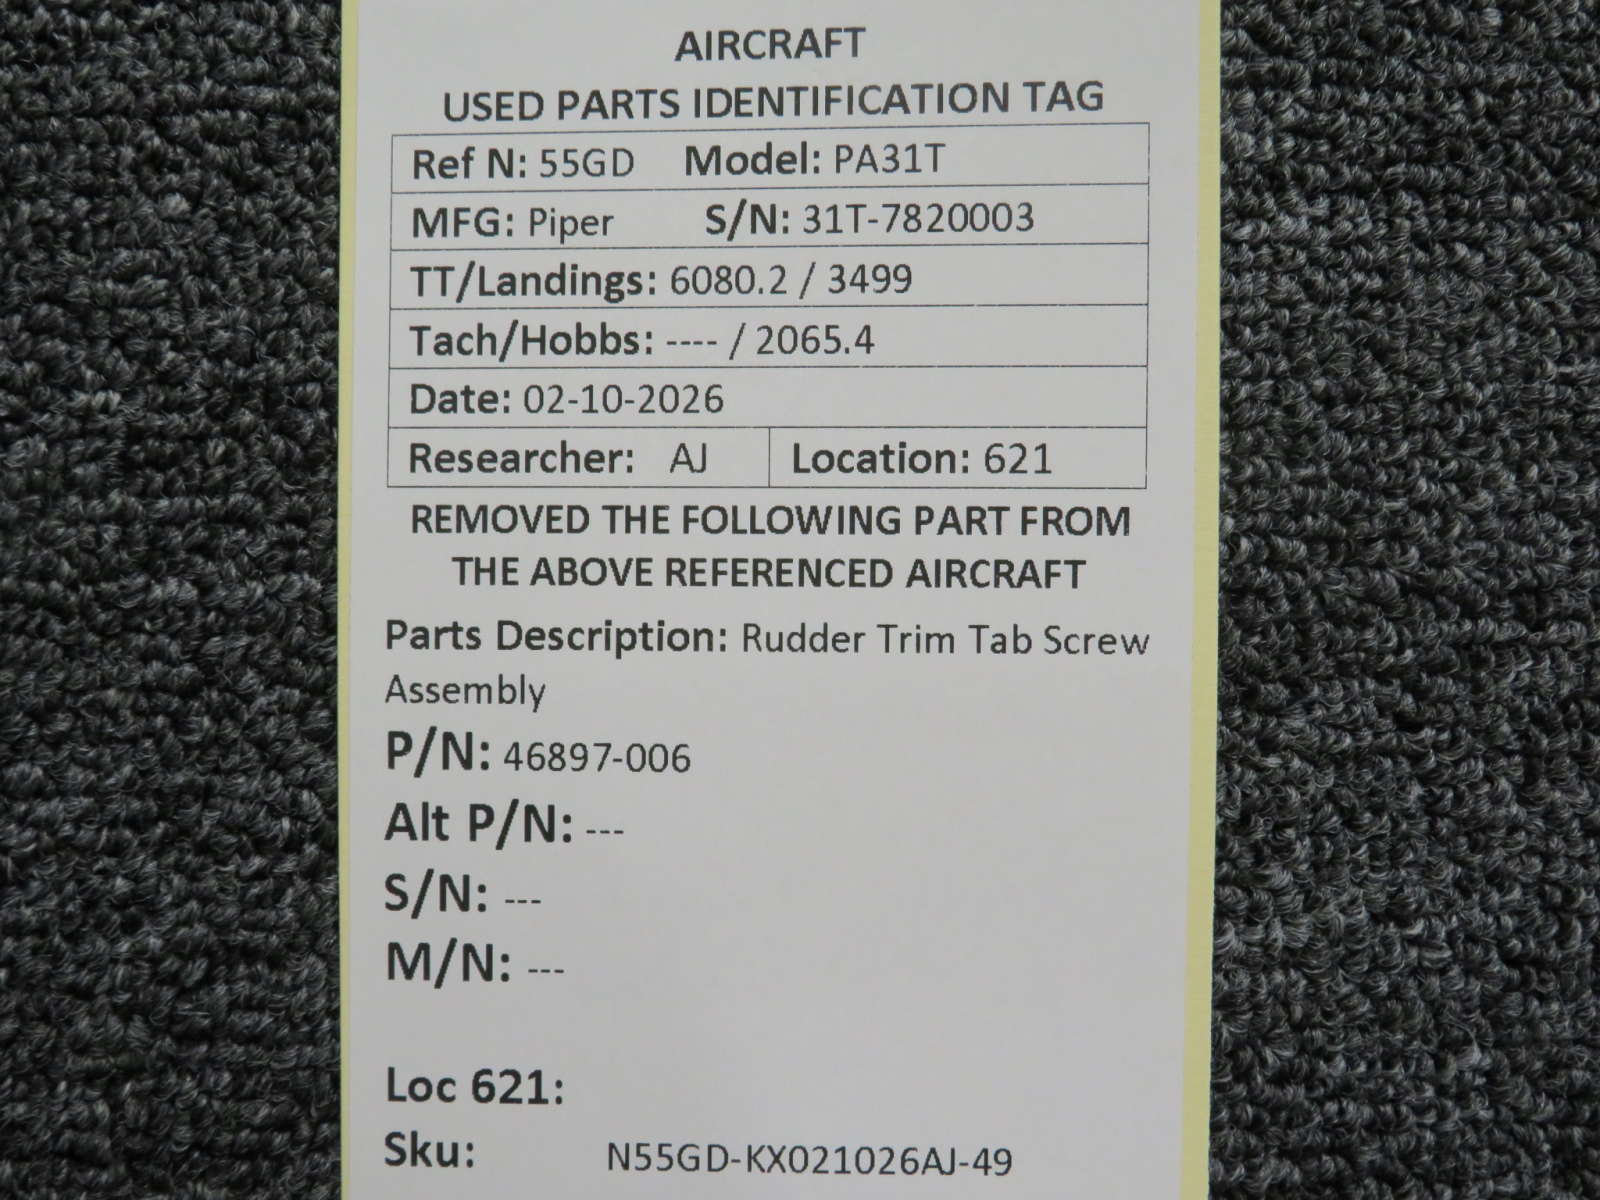 AIRCRAFT
USED PARTS IDENTIFICATION TAG
Ref N: 55GD Model: PA31T
MFG: Piper S/N: 31T-7820003
TT/Landings: 6080.2 / 3499
Tach/Hobbs: ---- / 2065.4
Date: 02-10-2026
Researcher: AJ Location: 621
REMOVED THE FOLLOWING PART FROM
THE ABOVE REFERENCED AIRCRAFT
Parts Description: Rudder Trim Tab Screw
Assembly
P/N: 46897-006
Alt P/N: ---
S/N: ---
M/N: ---
Loc 621:
Sku: N55GD-KX021026AJ-49